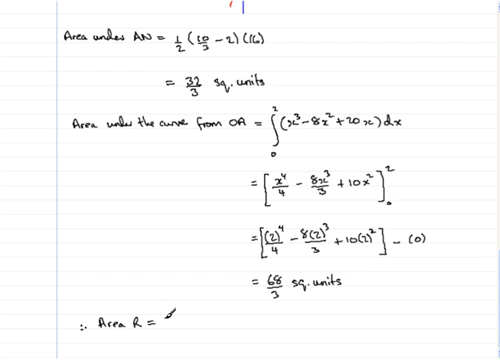 Area under AN = 1/2 (10/3 − 2)(16)
= 32/3 sq. units
Area under the curve from OA = ∫₀² (x³ − 8x² + 20x) dx
= [x⁴/4 − 8x³/3 + 10x²]₀²
= [(2)⁴/4 − 8(2)³/3 + 10(2)²] − (0)
= 68/3 sq. units
∴ Area R =